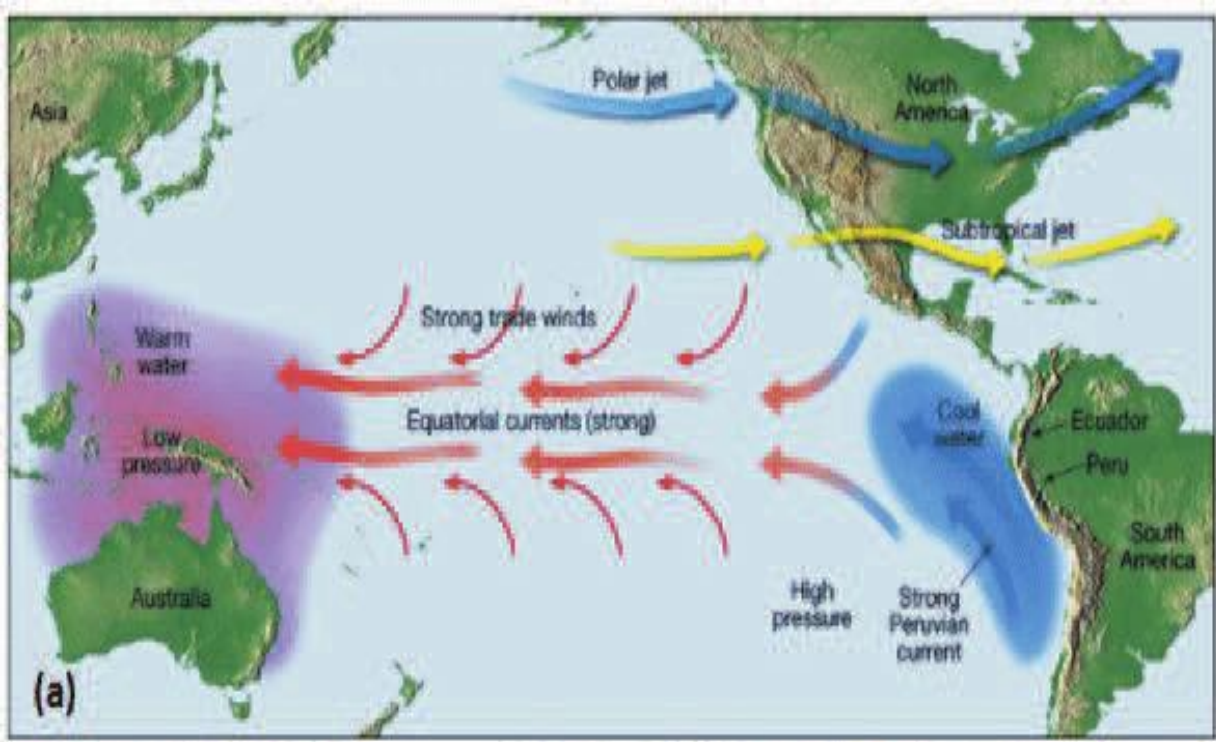 Polar jet
North
America
Asia
Subtropical jet
Strong trade winds
Warm
water
Equatorial currents (strong)
Cool
water
Ecuador
Low
pressure
Peru
South
America
Australia
High
pressure
Strong
Peruvian
current
(a)